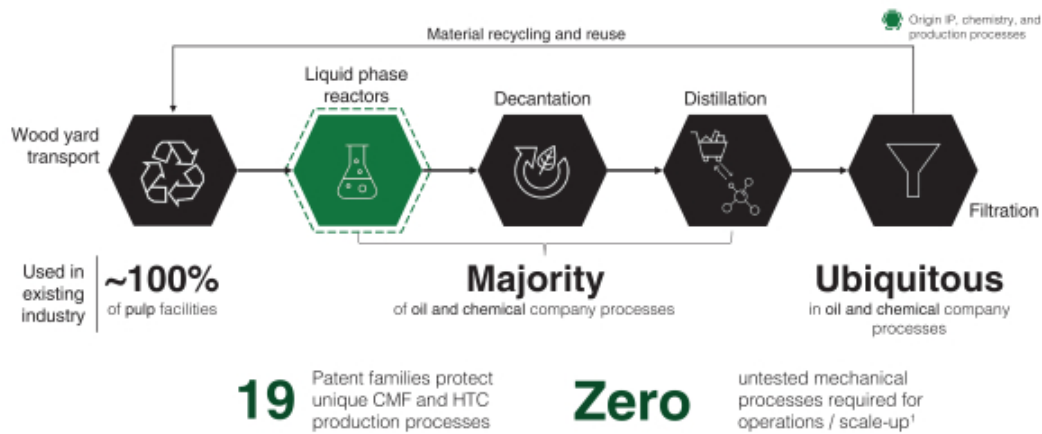 Origin IP, chemistry, and
production processes
Material recycling and reuse
Liquid phase
reactors
Decantation
Distillation
Wood yard
transport
Filtration
Used in
existing
industry
~100%
of pulp facilities
Majority
of oil and chemical company processes
Ubiquitous
in oil and chemical company
processes
19
Patent families protect
unique CMF and HTC
production processes
Zero
untested mechanical
processes required for
operations / scale-up¹